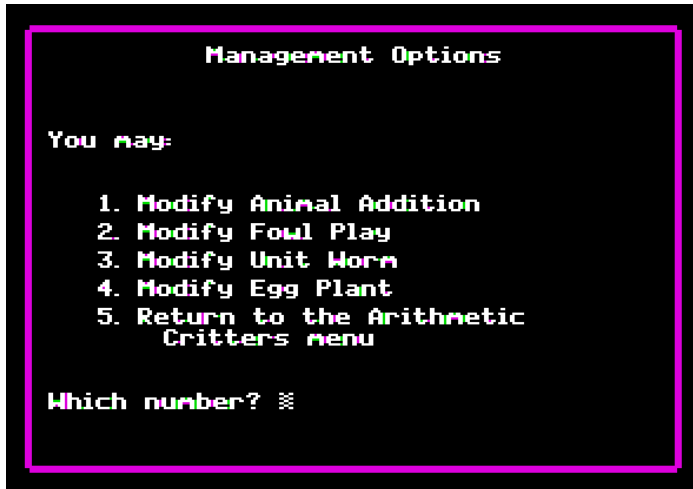 Management Options
You may:
1. Modify Animal Addition
2. Modify Fowl Play
3. Modify Unit Worm
4. Modify Egg Plant
5. Return to the Arithmetic
Critters menu
Which number?